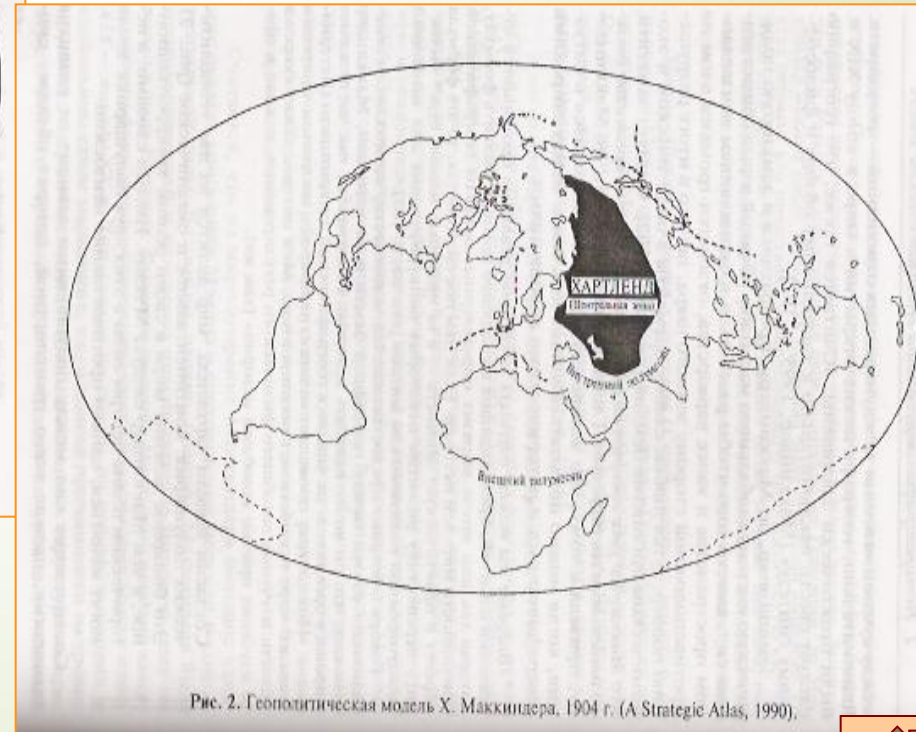 ХАРТЛЕНД
(Центральная зона)
Внутренний полумесяц
Внешний полумесяц
Рис. 2. Геополитическая модель Х. Маккиндера, 1904 г. (A Strategic Atlas, 1990).